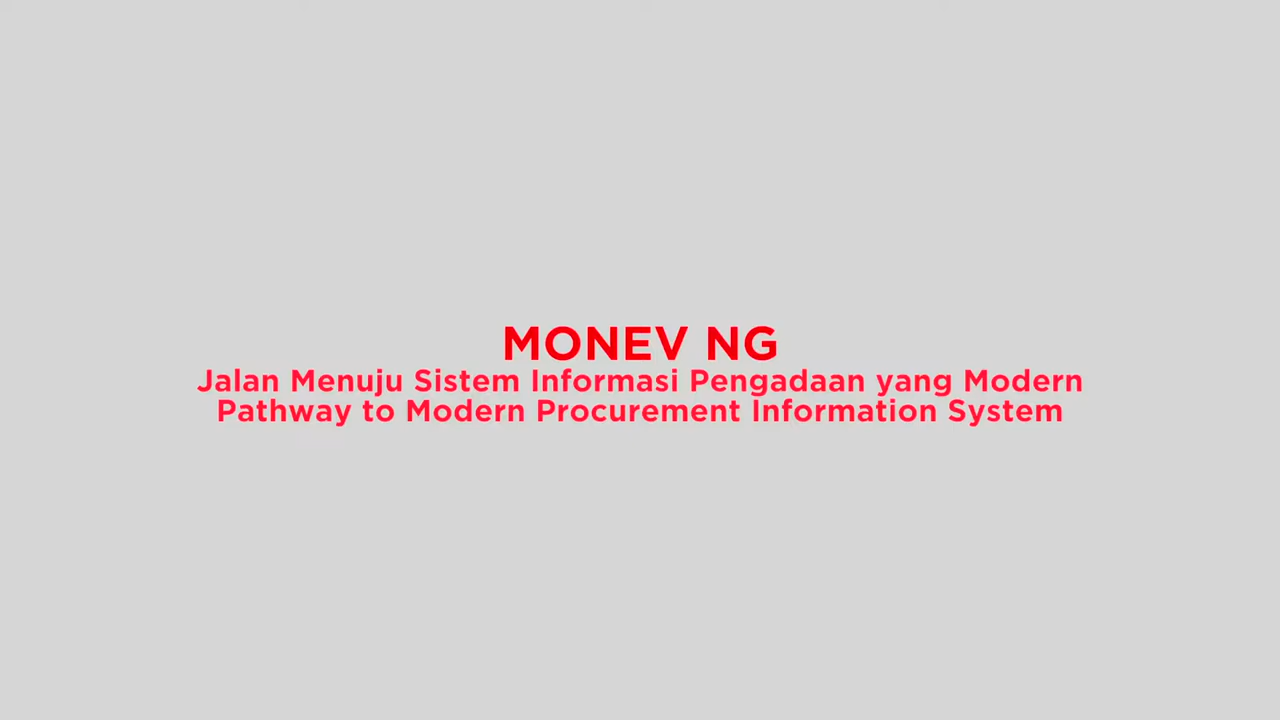 MONEV NG
Jalan Menuju Sistem Informasi Pengadaan yang Modern
Pathway to Modern Procurement Information System